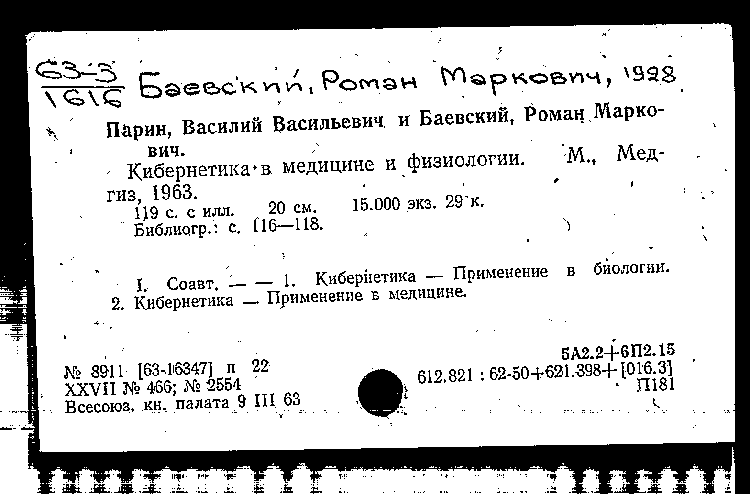 63-3
1616
Баевский, Роман Маркович, 1928
Парин, Василий Васильевич и Баевский, Роман Марко-
вич.
Кибернетика в медицине и физиологии. М., Мед-
гиз, 1963.
119 с. с илл. 20 см. 15.000 экз. 29 к.
Библиогр.: с. 116—118.
I. Соавт. — — 1. Кибернетика — Применение в биологии.
2. Кибернетика — Применение в медицине.
5А2.2+6П2.15
№ 8911 [63-16347] п 22
612.821 : 62-50+621.398+[016.3]
XXVII № 466; № 2554
П181
Всесоюз. кн. палата 9 III 63